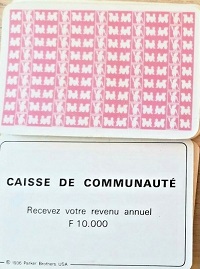 CAISSE DE COMMUNAUTÉ
Recevez votre revenu annuel
F 10.000
© 1936 Parker Brothers USA